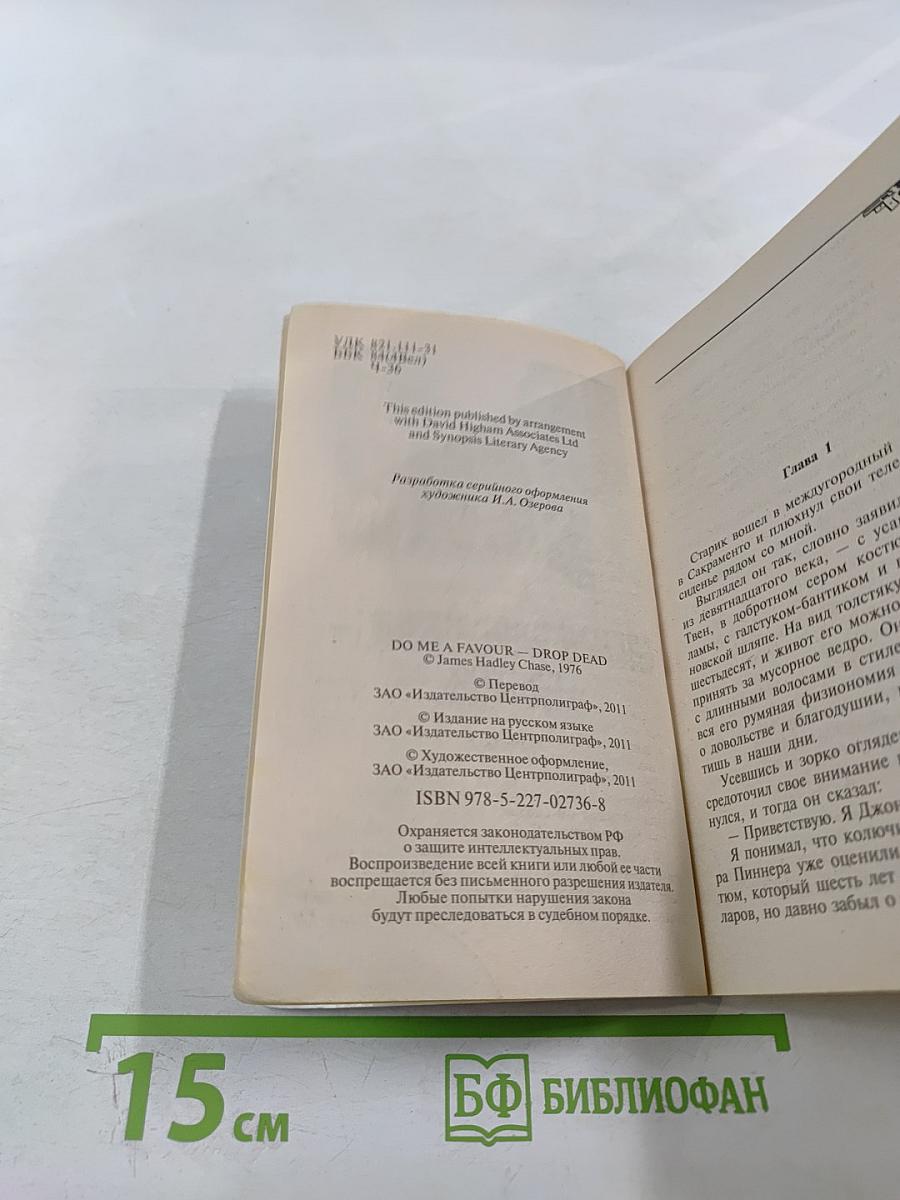 УДК 821.111-31
ББК 84(4Вел)
Ч-36
This edition published by arrangement
with David Higham Associates Ltd
and Synopsis Literary Agency
Разработка серийного оформления
художника И.А. Озерова
DO ME A FAVOUR — DROP DEAD
© James Hadley Chase, 1976
© Перевод
ЗАО «Издательство Центрполиграф», 2011
© Издание на русском языке
ЗАО «Издательство Центрполиграф», 2011
© Художественное оформление,
ЗАО «Издательство Центрполиграф», 2011
ISBN 978-5-227-02736-8
Охраняется законодательством РФ
о защите интеллектуальных прав.
Воспроизведение всей книги или любой ее части
воспрещается без письменного разрешения издателя.
Любые попытки нарушения закона
будут преследоваться в судебном порядке.
Глава 1
Старик вошел в междугородный
в Сакраменто и плюхнул свои теле
сиденье рядом со мной.
Выглядел он так, словно заявил
из девятнадцатого века, — с уса
Твен, в добротном сером костю
ламы, с галстуком-бантиком и
новской шляпе. На вид толстяку
шестьдесят, и живот его можно
принять за мусорное ведро. Он
с длинными волосами в стиле
вся его румяная физиономия
о довольстве и благодушии,
тишь в наши дни.
Усевшись и зорко огляде
средоточил свое внимание
нулся, и тогда он сказал:
– Приветствую. Я Джо
Я понимал, что колючи
ра Пиннера уже оценили
тюм, который шесть лет
ларов, но давно забыл о
15 см
БФ БИБЛИОФАН